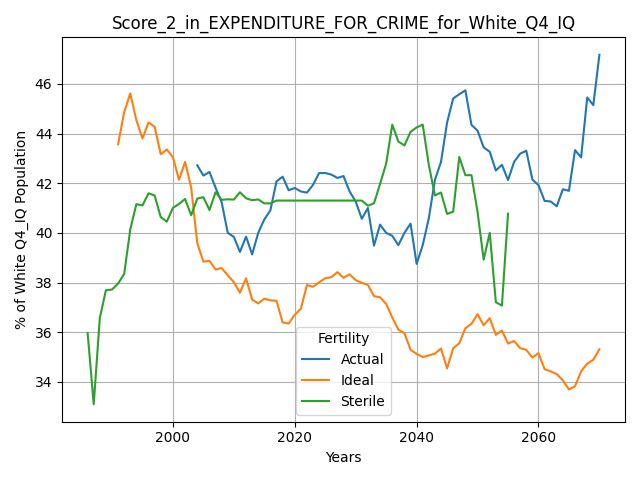 Score_2_in_EXPENDITURE_FOR_CRIME_for_White_Q4_IQ
% of White Q4_IQ Population
46
44
42
40
38
36
34
Fertility
Actual
Ideal
Sterile
2000
2020
2040
2060
Years